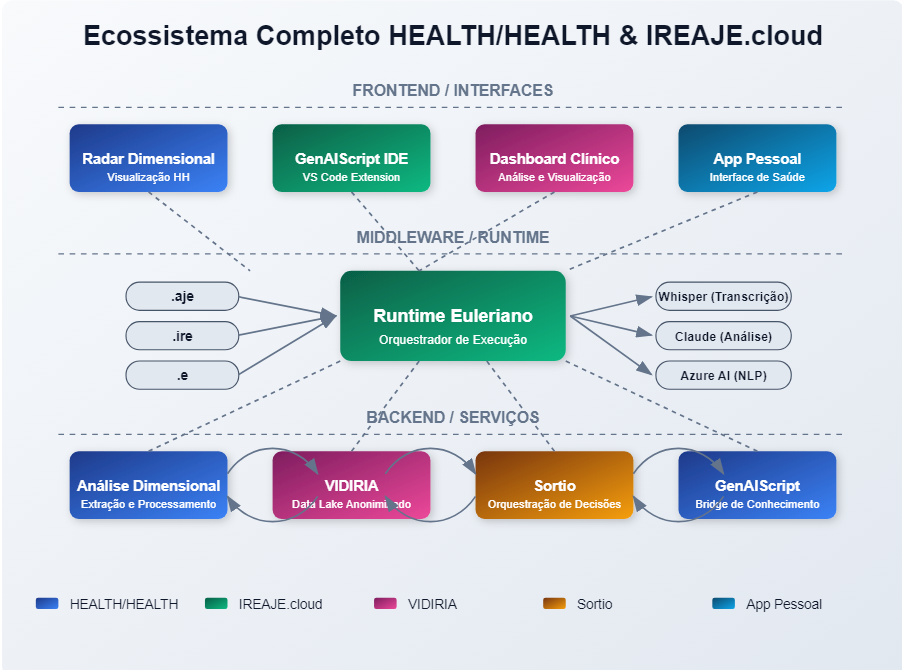 Ecossistema Completo HEALTH/HEALTH & IREAJE.cloud
FRONTEND / INTERFACES
Radar Dimensional
Visualização HH
GenAIScript IDE
VS Code Extension
Dashboard Clínico
Análise e Visualização
App Pessoal
Interface de Saúde
MIDDLEWARE / RUNTIME
.aje
.ire
.e
Runtime Euleriano
Orquestrador de Execução
Whisper (Transcrição)
Claude (Análise)
Azure AI (NLP)
BACKEND / SERVIÇOS
Análise Dimensional
Extração e Processamento
VIDIRIA
Data Lake Anonimizado
Sortio
Orquestração de Decisões
GenAIScript
Bridge de Conhecimento
HEALTH/HEALTH
IREAJE.cloud
VIDIRIA
Sortio
App Pessoal